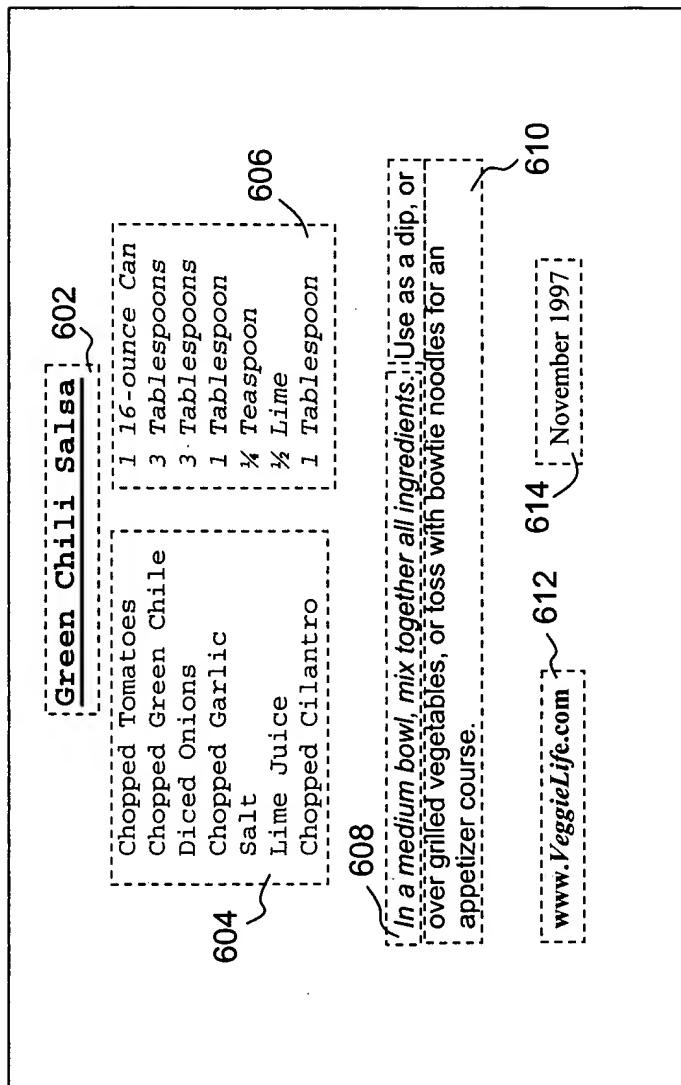 Green Chili Salsa
602
Chopped Tomatoes 1 16-ounce Can
Chopped Green Chile 3 Tablespoons
Diced Onions 3 Tablespoons
Chopped Garlic 1 Tablespoon
Salt ¼ Teaspoon
Lime Juice ½ Lime
Chopped Cilantro 1 Tablespoon
604
606
608
In a medium bowl, mix together all ingredients. Use as a dip, or
over grilled vegetables, or toss with bowtie noodles for an
appetizer course.
610
www.VeggieLife.com
612
614
November 1997